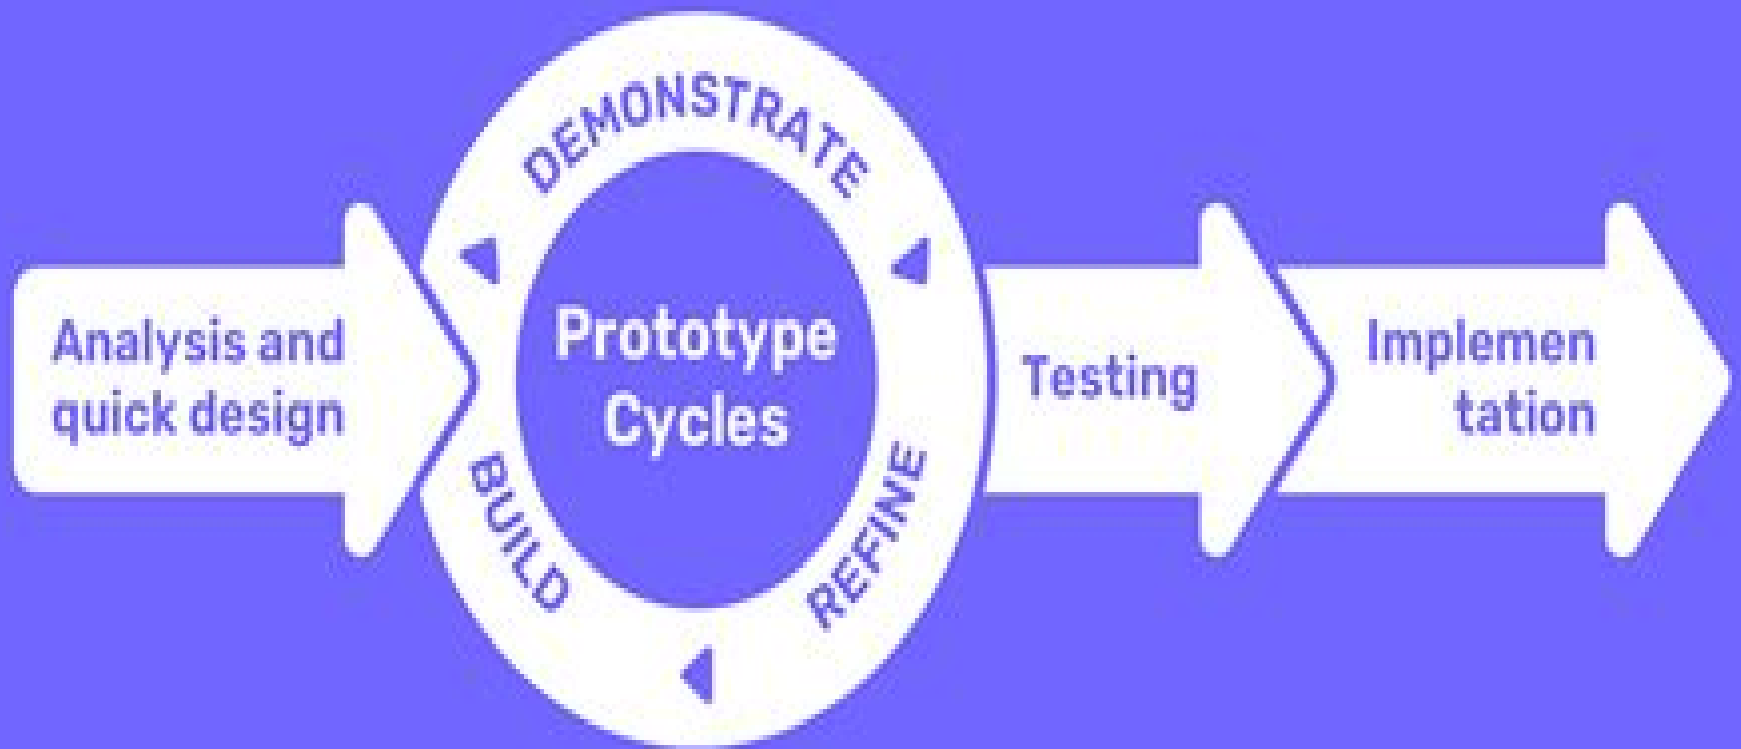 Analysis and
quick design
DEMONSTRATE
Prototype
Cycles
BUILD
REFINE
Testing
Implemen
tation